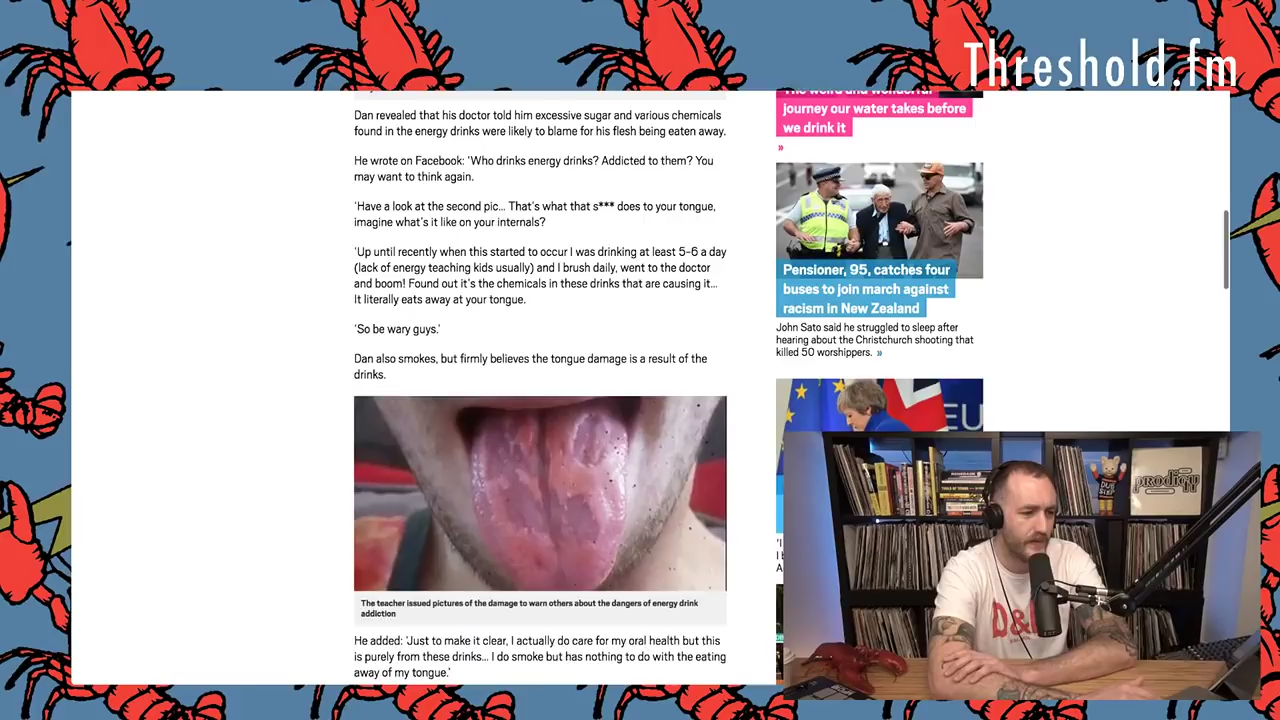 Threshold.fm
Dan revealed that his doctor told him excessive sugar and various chemicals
found in the energy drinks were likely to blame for his flesh being eaten away.
He wrote on Facebook: 'Who drinks energy drinks? Addicted to them? You
may want to think again.
'Have a look at the second pic... That's what that s*** does to your tongue,
imagine what's it like on your internals?
'Up until recently when this started to occur I was drinking at least 5-6 a day
(lack of energy teaching kids usually) and I brush daily, went to the doctor
and boom! Found out it's the chemicals in these drinks that are causing it...
It literally eats away at your tongue.
'So be wary guys.'
Dan also smokes, but firmly believes the tongue damage is a result of the
drinks.
The teacher issued pictures of the damage to warn others about the dangers of energy drink
addiction
He added: 'Just to make it clear, I actually do care for my oral health but this
is purely from these drinks... I do smoke but has nothing to do with the eating
away of my tongue.'
The weird and wonderful
journey our water takes before
we drink it
»
Pensioner, 95, catches four
buses to join march against
racism in New Zealand
John Sato said he struggled to sleep after
hearing about the Christchurch shooting that
killed 50 worshippers. »
EU
prodigy
D&